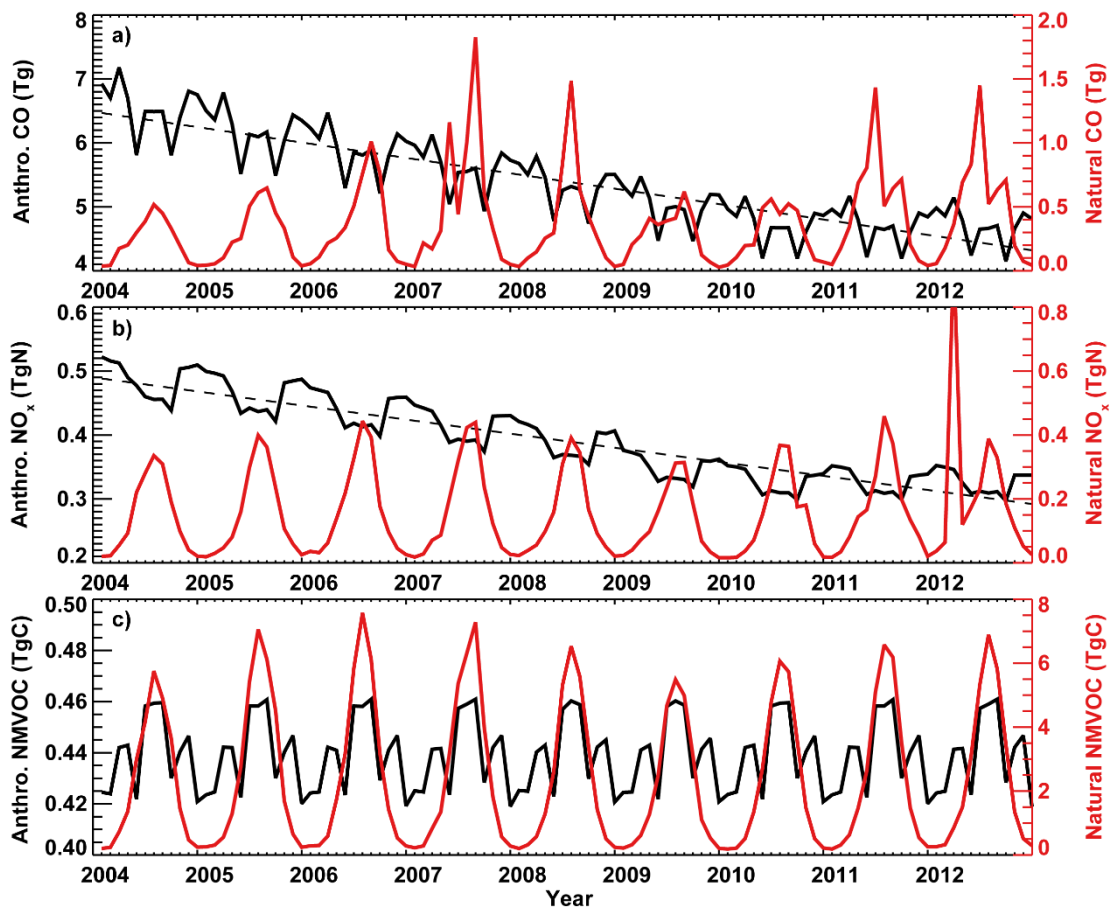 a)
Anthro. CO (Tg)
8
7
6
5
4
Natural CO (Tg)
2.0
1.5
1.0
0.5
0.0
2004 2005 2006 2007 2008 2009 2010 2011 2012
b)
Anthro. NOx (TgN)
0.6
0.5
0.4
0.3
0.2
Natural NOx (TgN)
0.8
0.6
0.4
0.2
0.0
2004 2005 2006 2007 2008 2009 2010 2011 2012
c)
Anthro. NMVOC (TgC)
0.50
0.48
0.46
0.44
0.42
0.40
Natural NMVOC (TgC)
8
6
4
2
0
2004 2005 2006 2007 2008 2009 2010 2011 2012
Year